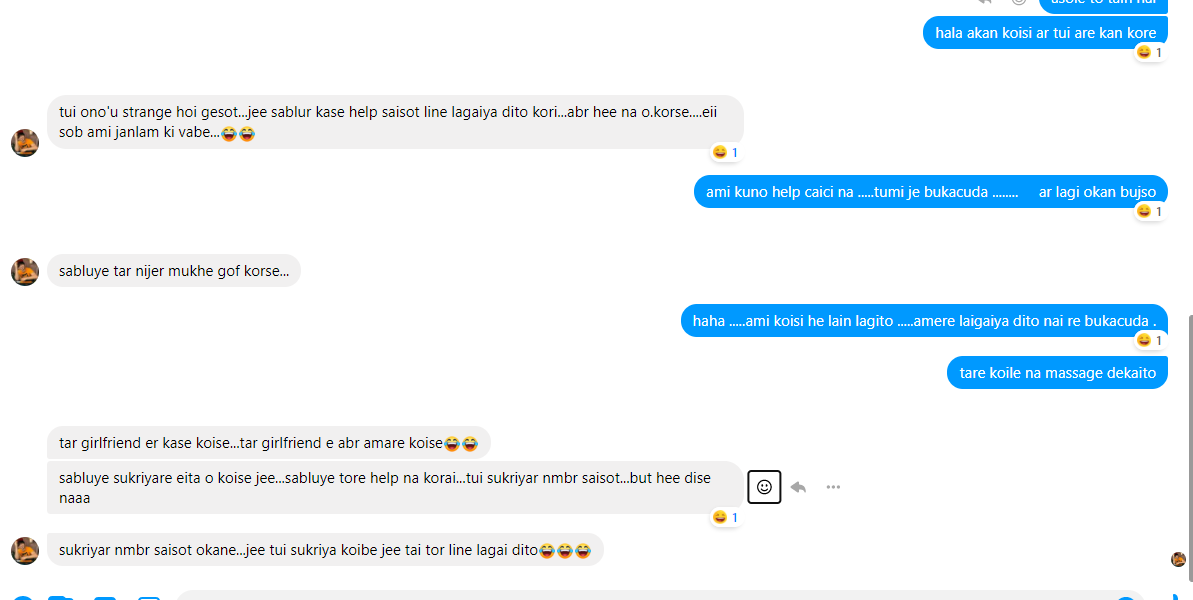 asole to tain nai
hala akan koisi ar tui are kan kore
1
tui ono'u strange hoi gesot...jee sablur kase help saisot line lagaiya dito kori...abr hee na o.korse....eii
sob ami janlam ki vabe...😂😂
1
ami kuno help caici na .....tumi je bukacuda ........ ar lagi okan bujso
1
sabluye tar nijer mukhe gof korse...
haha .....ami koisi he lain lagito .....amere laigaiya dito nai re bukacuda .
1
tare koile na massage dekaito
tar girlfriend er kase koise...tar girlfriend e abr amare koise😂😂
sabluye sukriyare eita o koise jee...sabluye tore help na korai...tui sukriyar nmbr saisot...but hee dise
naaa
1
sukriyar nmbr saisot okane...jee tui sukriya koibe jee tai tor line lagai dito😂😂😂